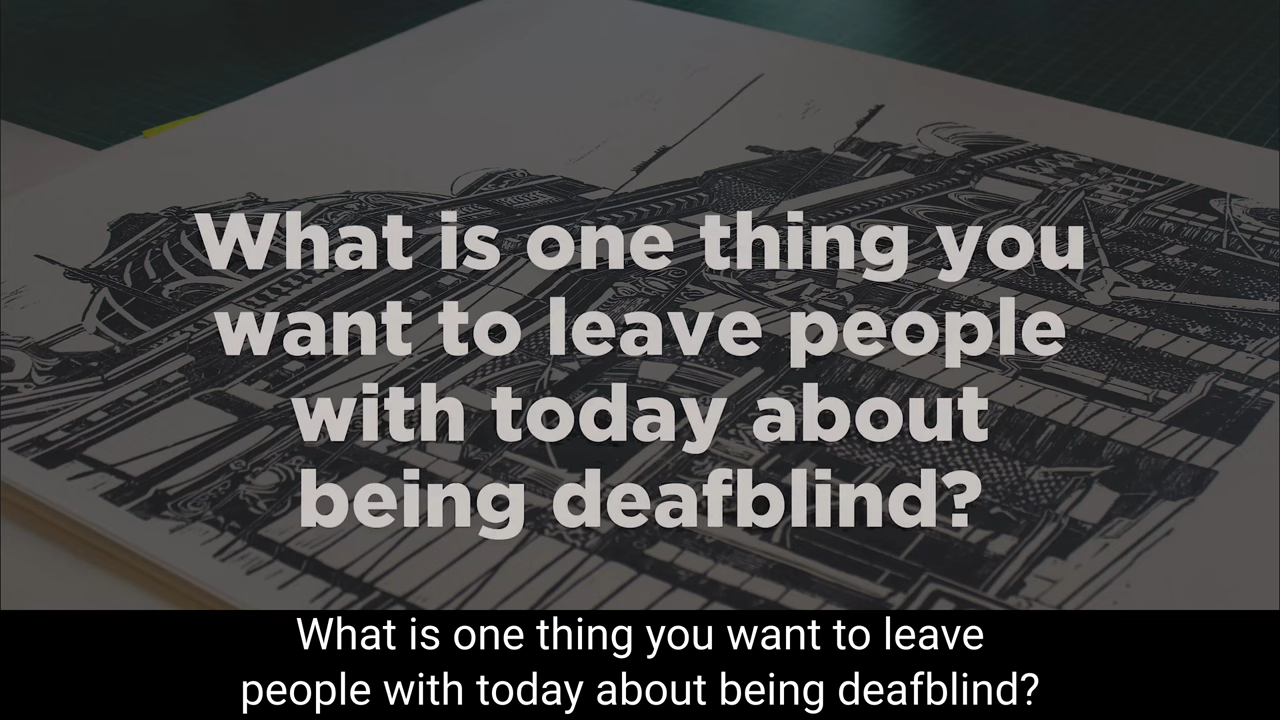 What is one thing you
want to leave people
with today about
being deafblind?
What is one thing you want to leave
people with today about being deafblind?